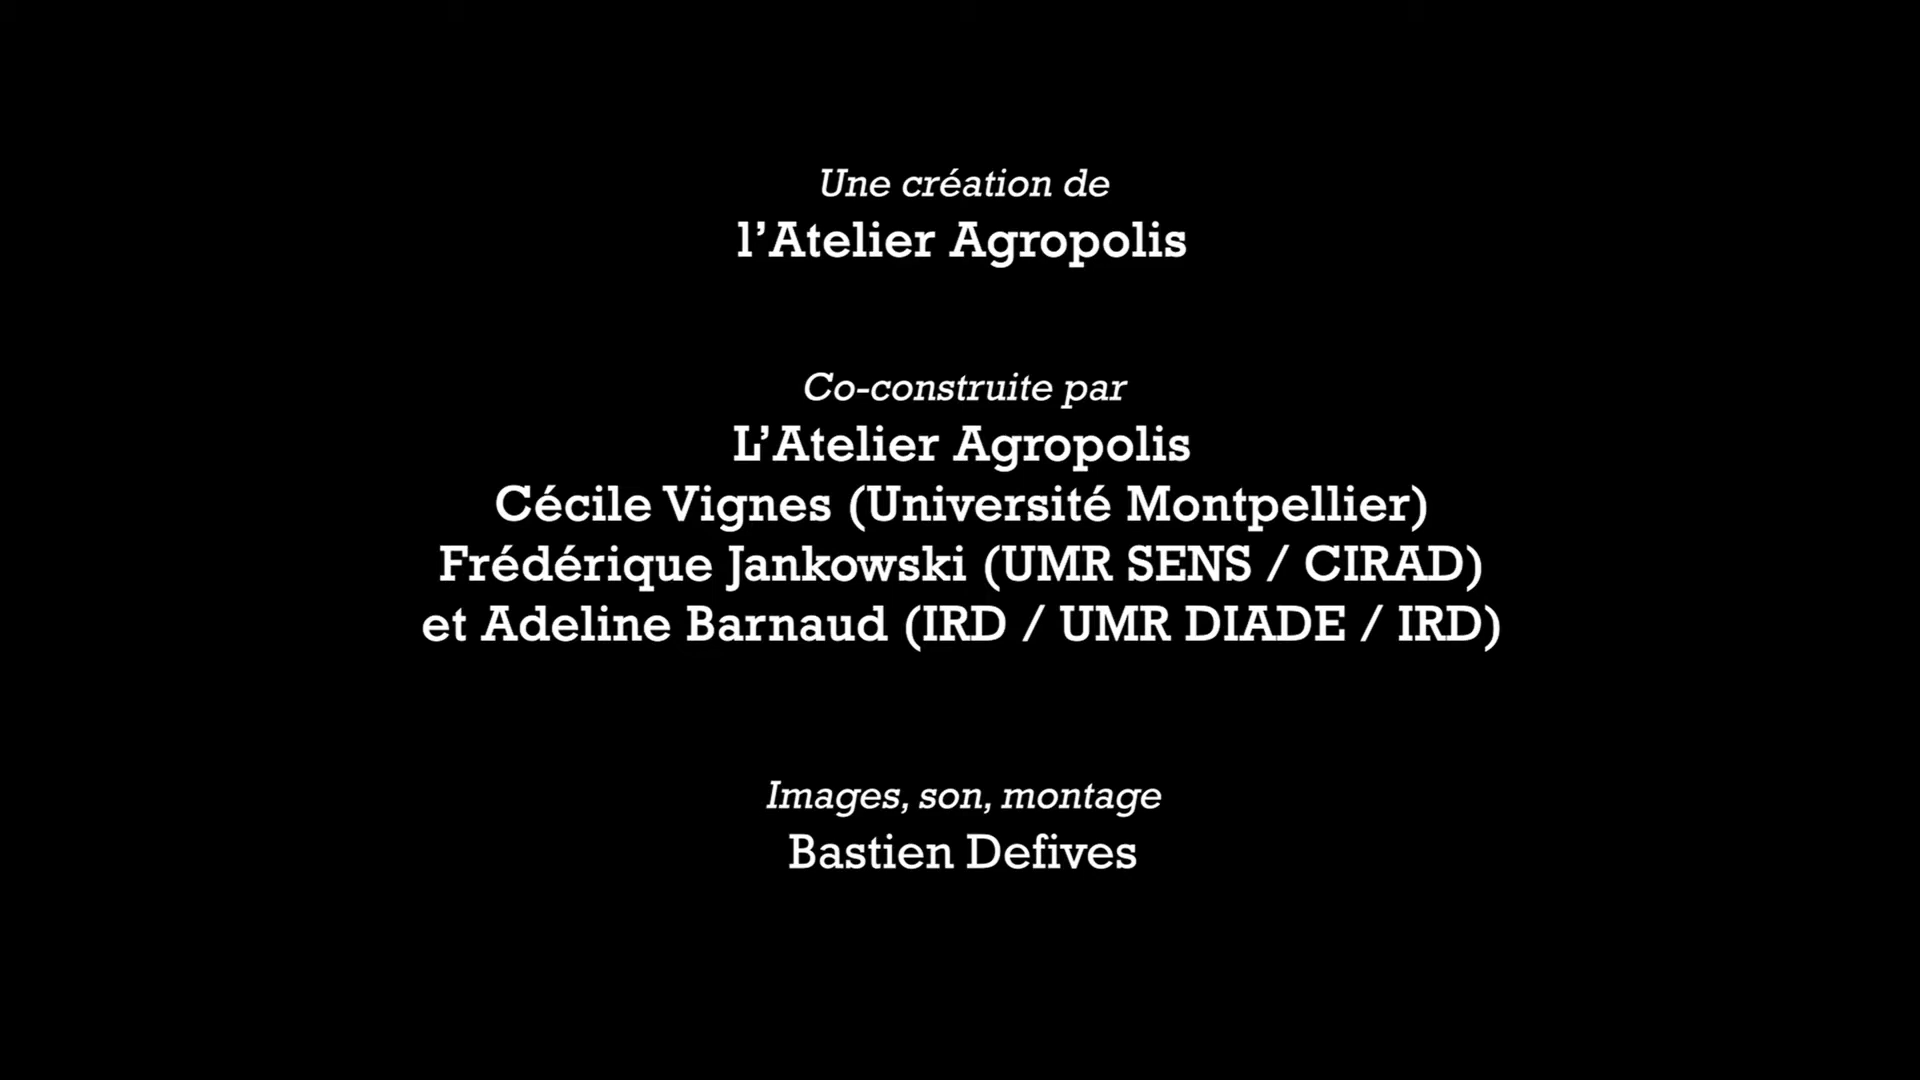 Une création de
l’Atelier Agropolis
Co-construite par
L’Atelier Agropolis
Cécile Vignes (Université Montpellier)
Frédérique Jankowski (UMR SENS / CIRAD)
et Adeline Barnaud (IRD / UMR DIADE / IRD)
Images, son, montage
Bastien Defives